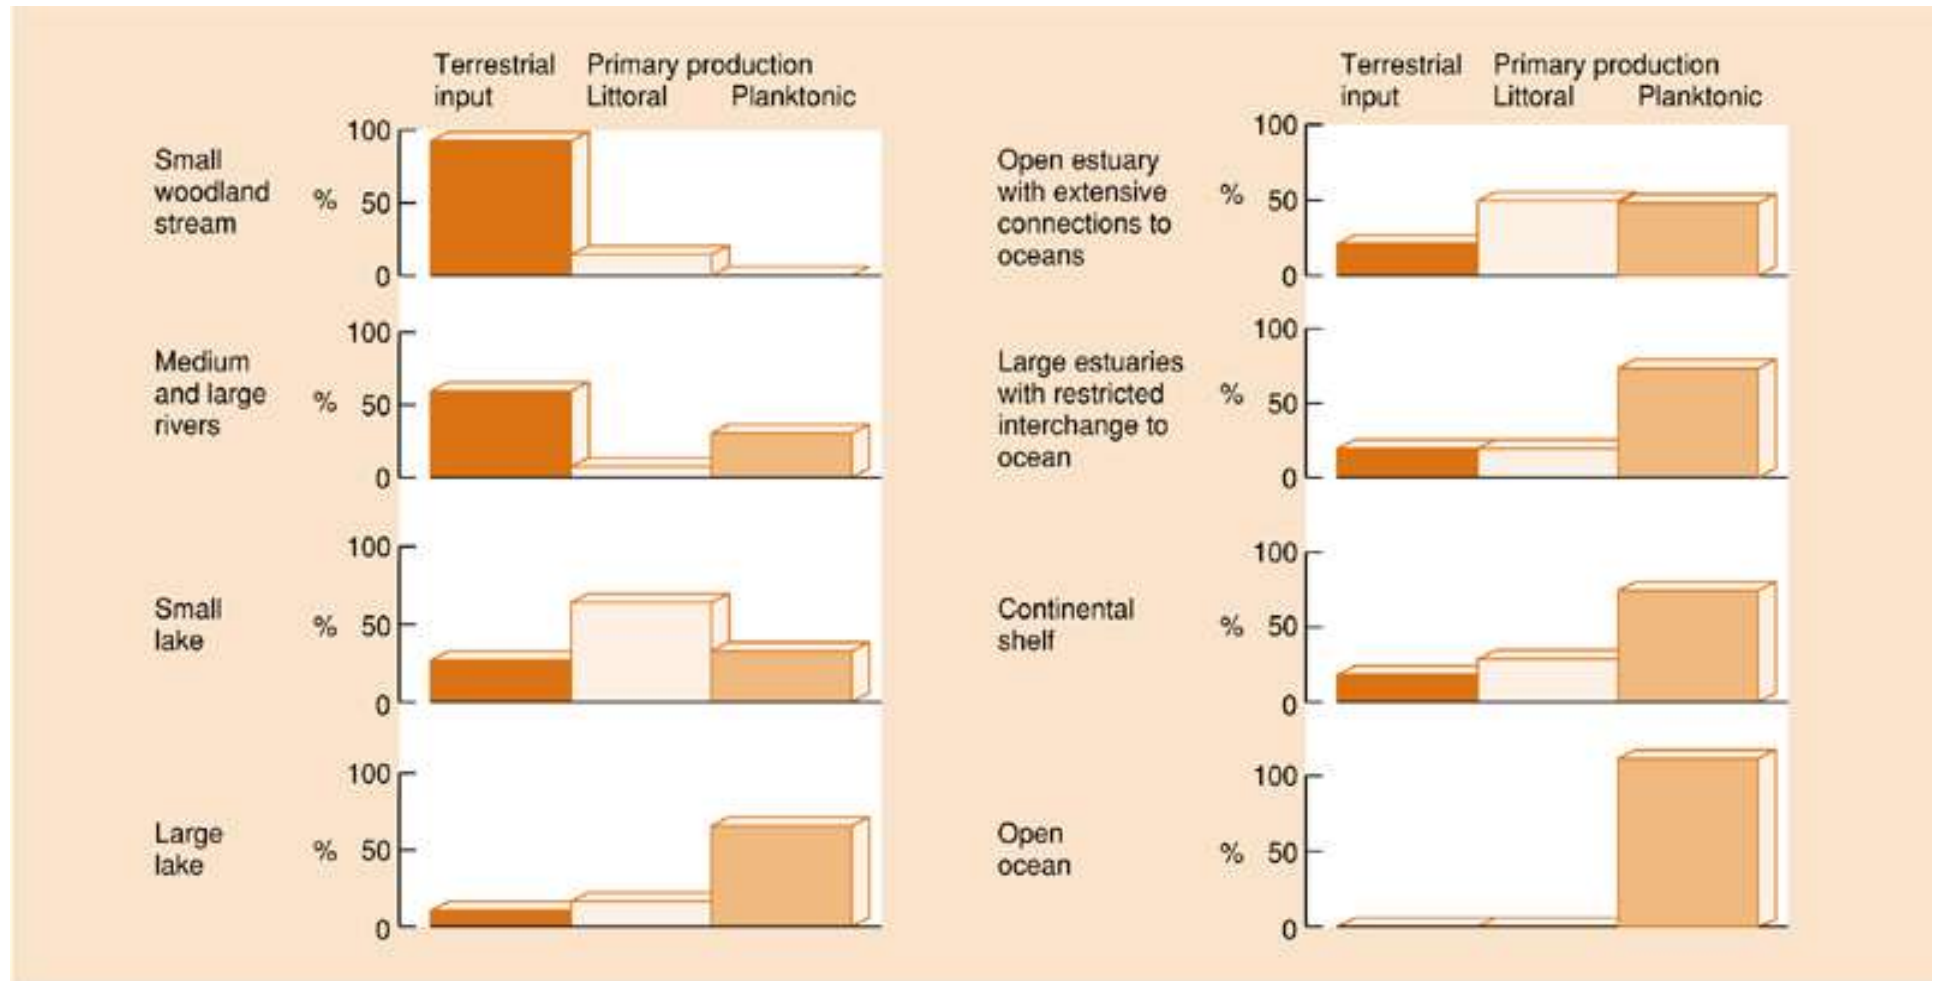 Terrestrial
input
Primary production
Littoral Planktonic
Small
woodland
stream
%
100
50
0
Medium
and large
rivers
%
100
50
0
Small
lake
%
100
50
0
Large
lake
%
100
50
0
Terrestrial
input
Primary production
Littoral Planktonic
Open estuary
with extensive
connections to
oceans
%
100
50
0
Large estuaries
with restricted
interchange to
ocean
%
100
50
0
Continental
shelf
%
100
50
0
Open
ocean
%
100
50
0